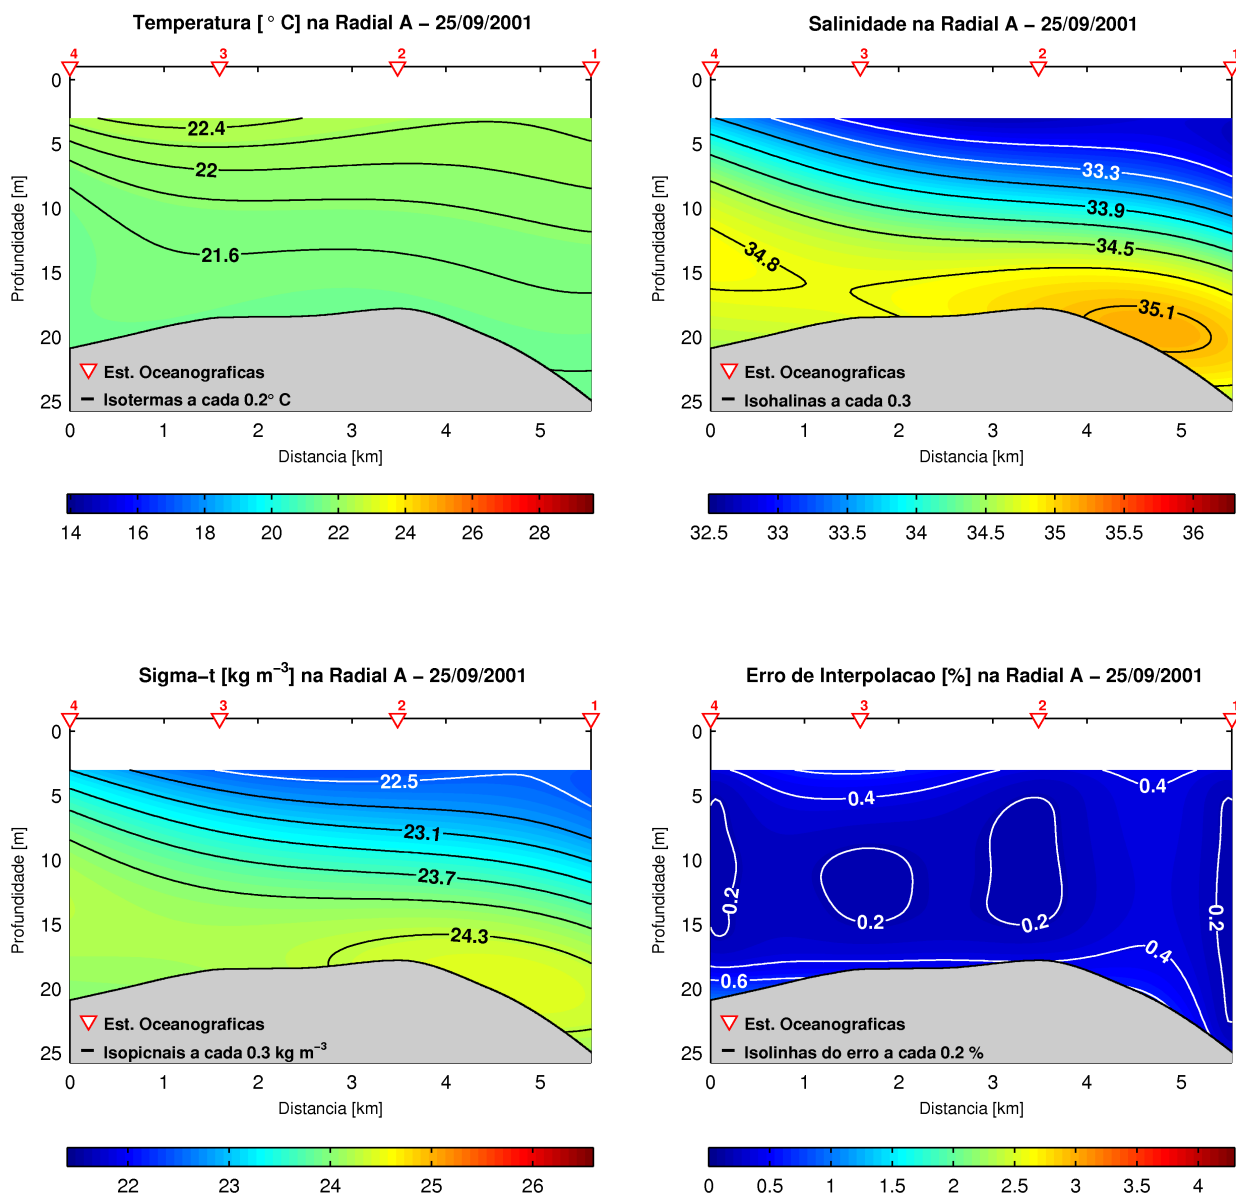 Temperatura [ ° C] na Radial A − 25/09/2001
4 3 2 1
0
5
10
15
20
25
Profundidade [m]
22.4
22
21.6
Est. Oceanograficas
Isotermas a cada 0.2° C
0 1 2 3 4 5
Distancia [km]
14 16 18 20 22 24 26 28
Salinidade na Radial A − 25/09/2001
4 3 2 1
0
5
10
15
20
25
Profundidade [m]
33.3
33.9
34.5
34.8
35.1
Est. Oceanograficas
Isohalinas a cada 0.3
0 1 2 3 4 5
Distancia [km]
32.5 33 33.5 34 34.5 35 35.5 36
Sigma−t [kg m−3] na Radial A − 25/09/2001
4 3 2 1
0
5
10
15
20
25
Profundidade [m]
22.5
23.1
23.7
24.3
Est. Oceanograficas
Isopicnais a cada 0.3 kg m−3
0 1 2 3 4 5
Distancia [km]
22 23 24 25 26
Erro de Interpolacao [%] na Radial A − 25/09/2001
4 3 2 1
0
5
10
15
20
25
Profundidade [m]
0.4
0.4
0.2
0.2
0.2
0.2
0.4
0.6
Est. Oceanograficas
Isolinhas do erro a cada 0.2 %
0 1 2 3 4 5
Distancia [km]
0 0.5 1 1.5 2 2.5 3 3.5 4